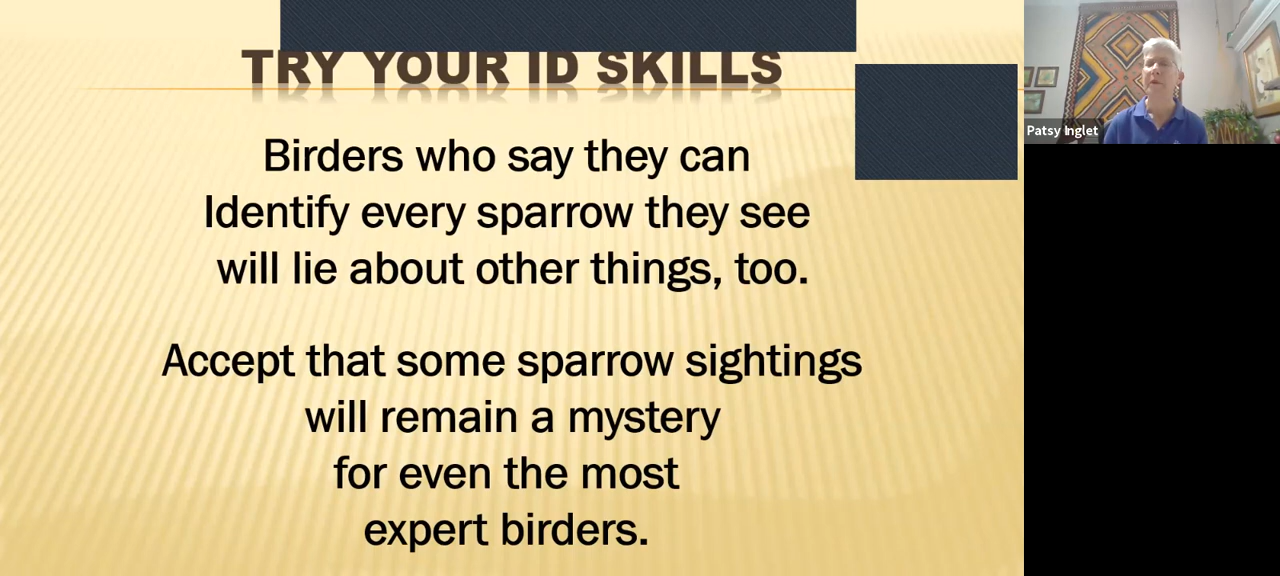 TRY YOUR ID SKILLS
Birders who say they can
Identify every sparrow they see
will lie about other things, too.
Accept that some sparrow sightings
will remain a mystery
for even the most
expert birders.
Patsy Inglet